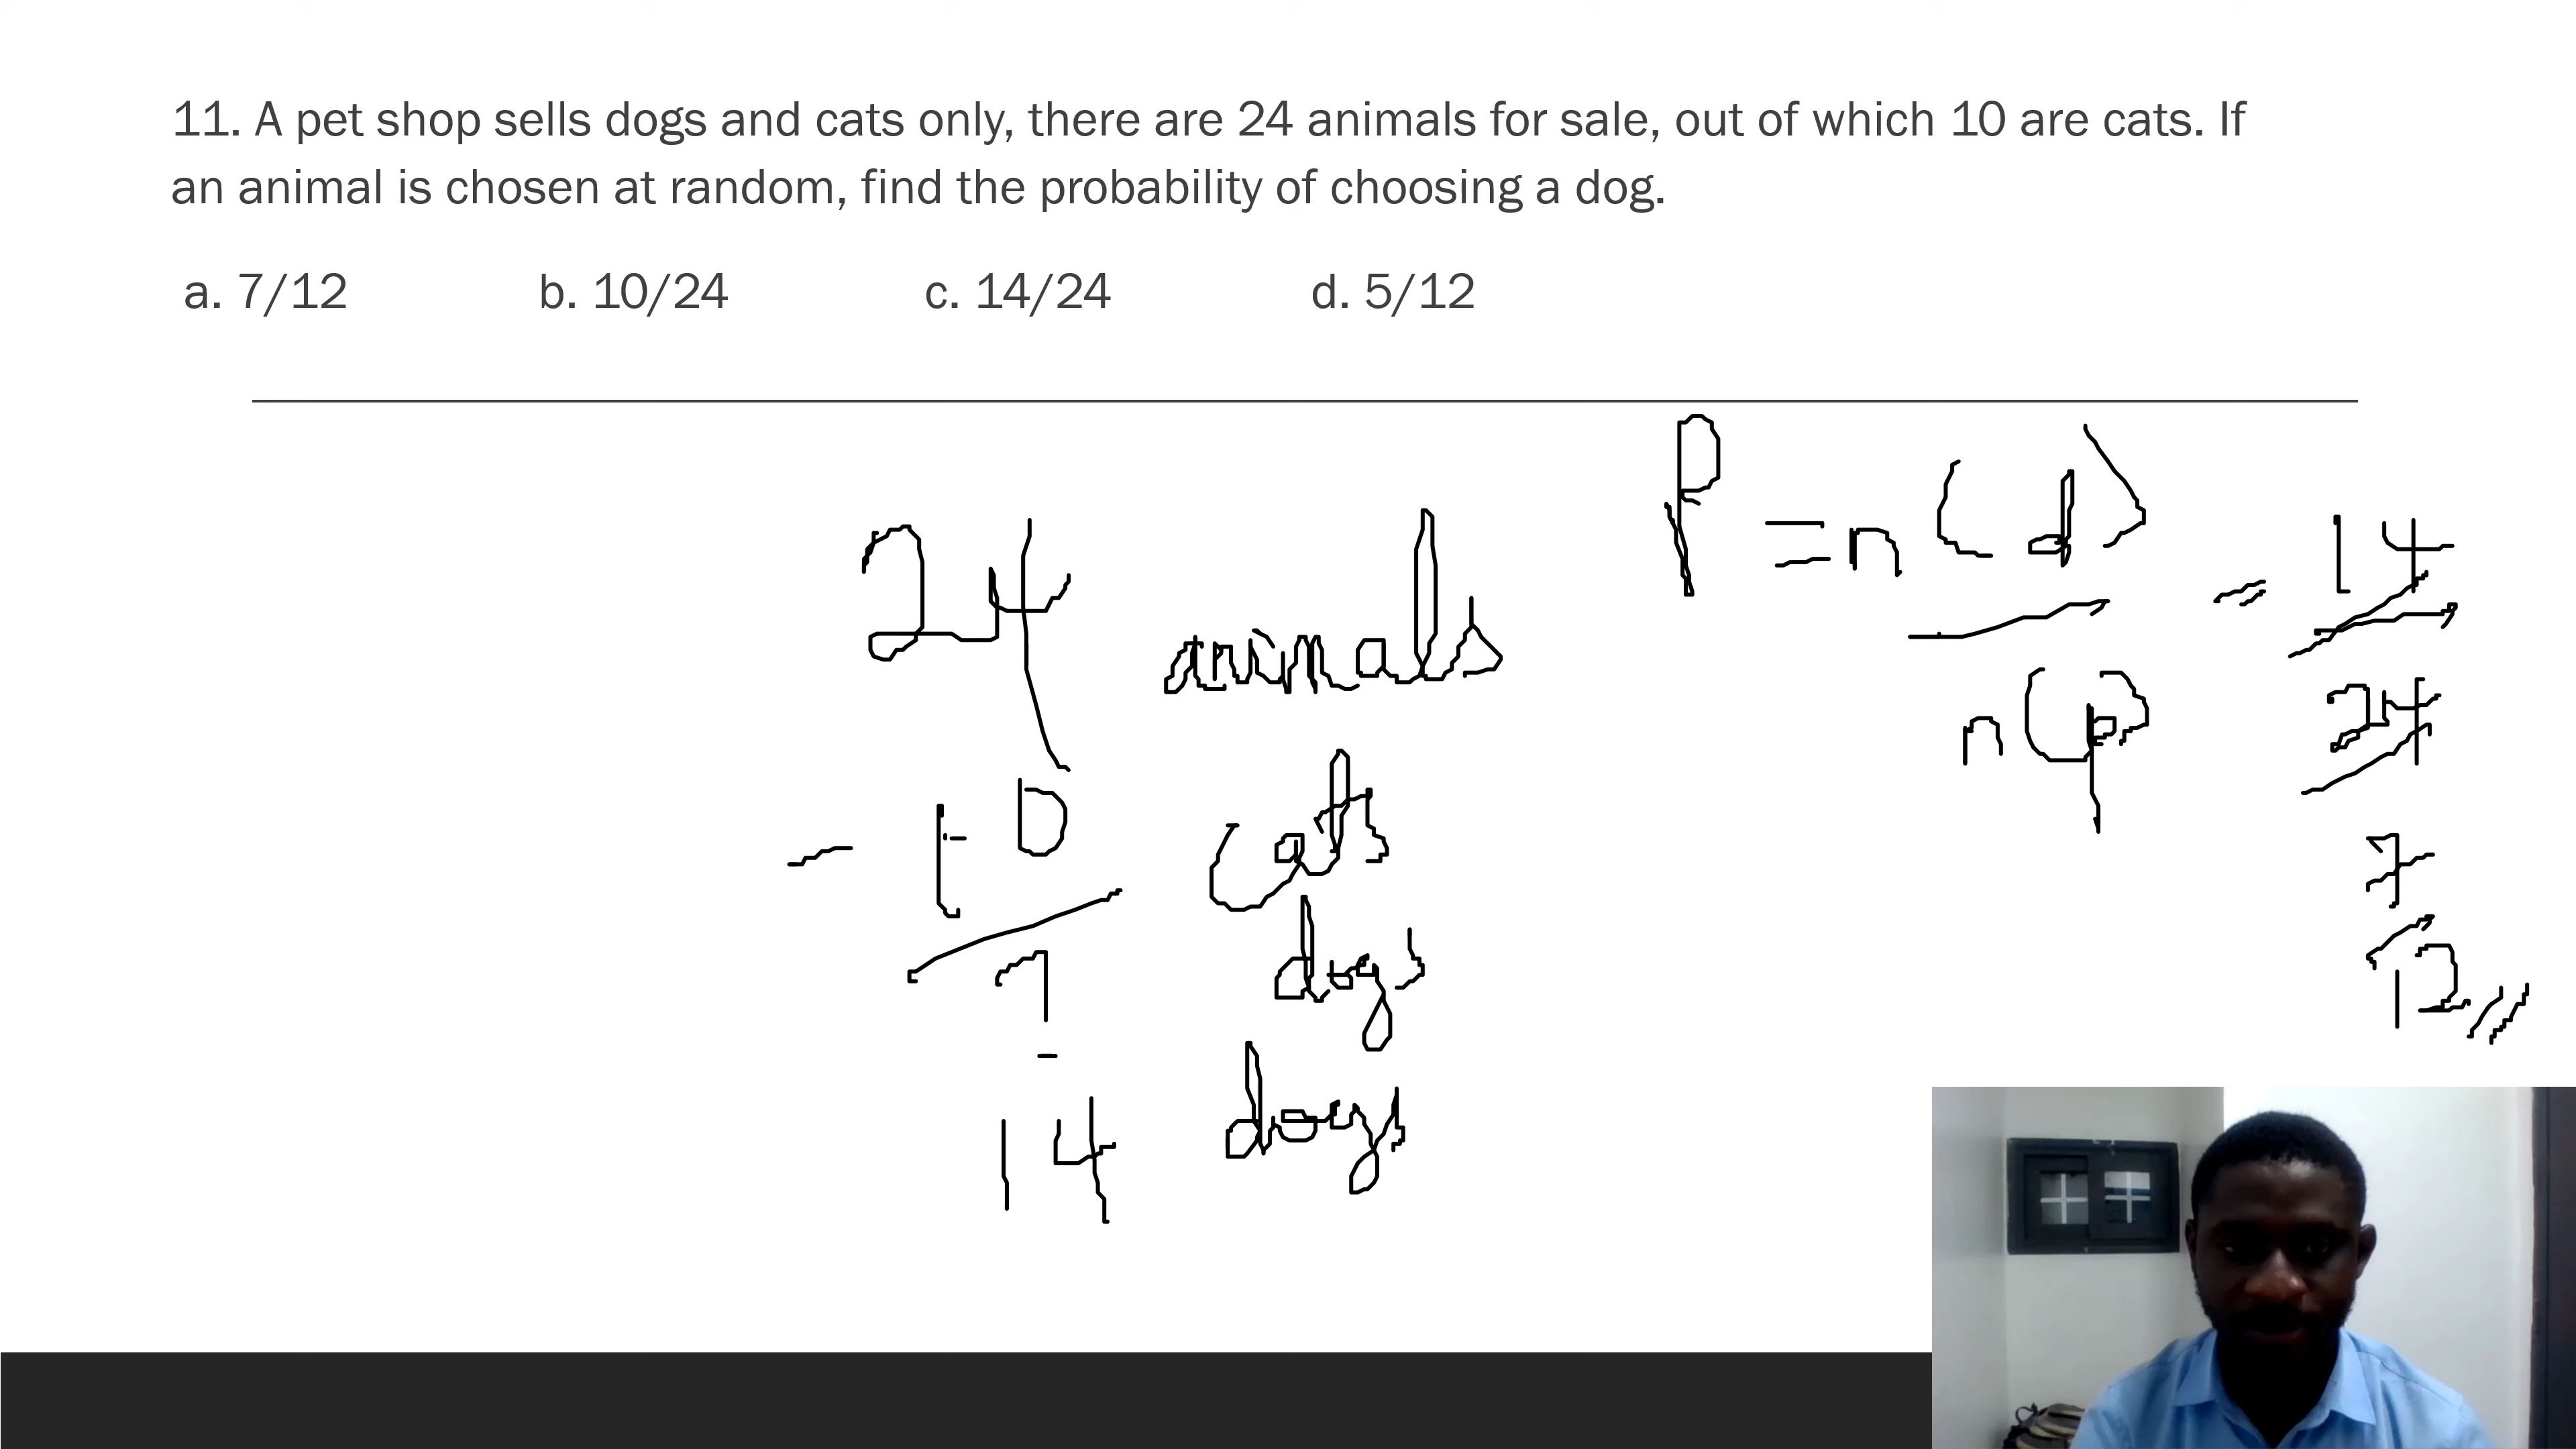 11. A pet shop sells dogs and cats only, there are 24 animals for sale, out of which 10 are cats. If
an animal is chosen at random, find the probability of choosing a dog.
a. 7/12 b. 10/24 c. 14/24 d. 5/12
24 animals
- 10 cats
? dogs
14 dogs
P = n(d) = 14
n(P) 24
7
12